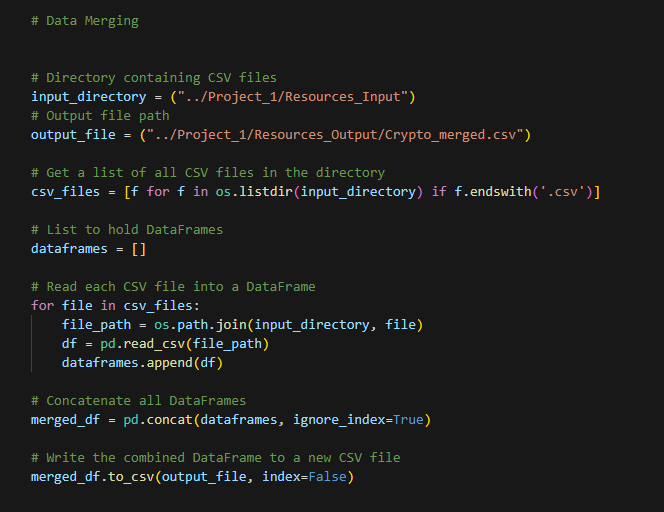 # Data Merging
# Directory containing CSV files
input_directory = ("../Project_1/Resources_Input")
# Output file path
output_file = ("../Project_1/Resources_Output/Crypto_merged.csv")
# Get a list of all CSV files in the directory
csv_files = [f for f in os.listdir(input_directory) if f.endswith('.csv')]
# List to hold DataFrames
dataframes = []
# Read each CSV file into a DataFrame
for file in csv_files:
    file_path = os.path.join(input_directory, file)
    df = pd.read_csv(file_path)
    dataframes.append(df)
# Concatenate all DataFrames
merged_df = pd.concat(dataframes, ignore_index=True)
# Write the combined DataFrame to a new CSV file
merged_df.to_csv(output_file, index=False)